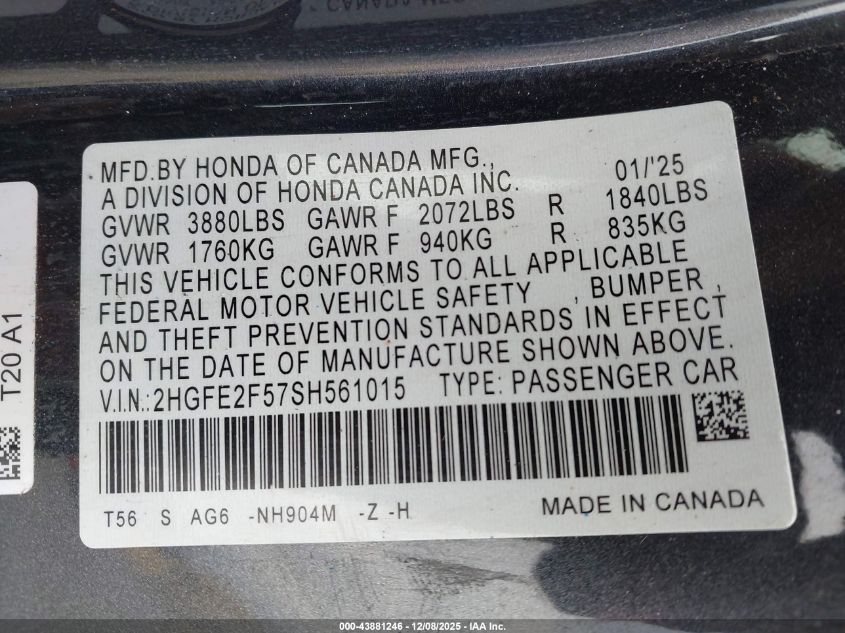 CANADA
MFD.BY HONDA OF CANADA MFG., 01/'25
A DIVISION OF HONDA CANADA INC.
GVWR 3880LBS GAWR F 2072LBS R 1840LBS
GVWR 1760KG GAWR F 940KG R 835KG
THIS VEHICLE CONFORMS TO ALL APPLICABLE
FEDERAL MOTOR VEHICLE SAFETY , BUMPER ,
AND THEFT PREVENTION STANDARDS IN EFFECT
ON THE DATE OF MANUFACTURE SHOWN ABOVE.
V.I.N.:2HGFE2F57SH561015 TYPE: PASSENGER CAR
T56 S AG6 -NH904M -Z -H MADE IN CANADA
T20 A1
000-43881246 - 12/08/2025 - IAA Inc.